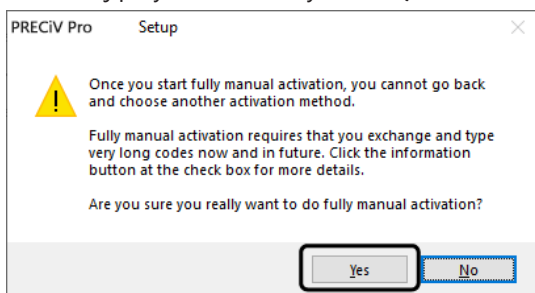 PRECiV Pro Setup
Once you start fully manual activation, you cannot go back
and choose another activation method.
Fully manual activation requires that you exchange and type
very long codes now and in future. Click the information
button at the check box for more details.
Are you sure you really want to do fully manual activation?
Yes No